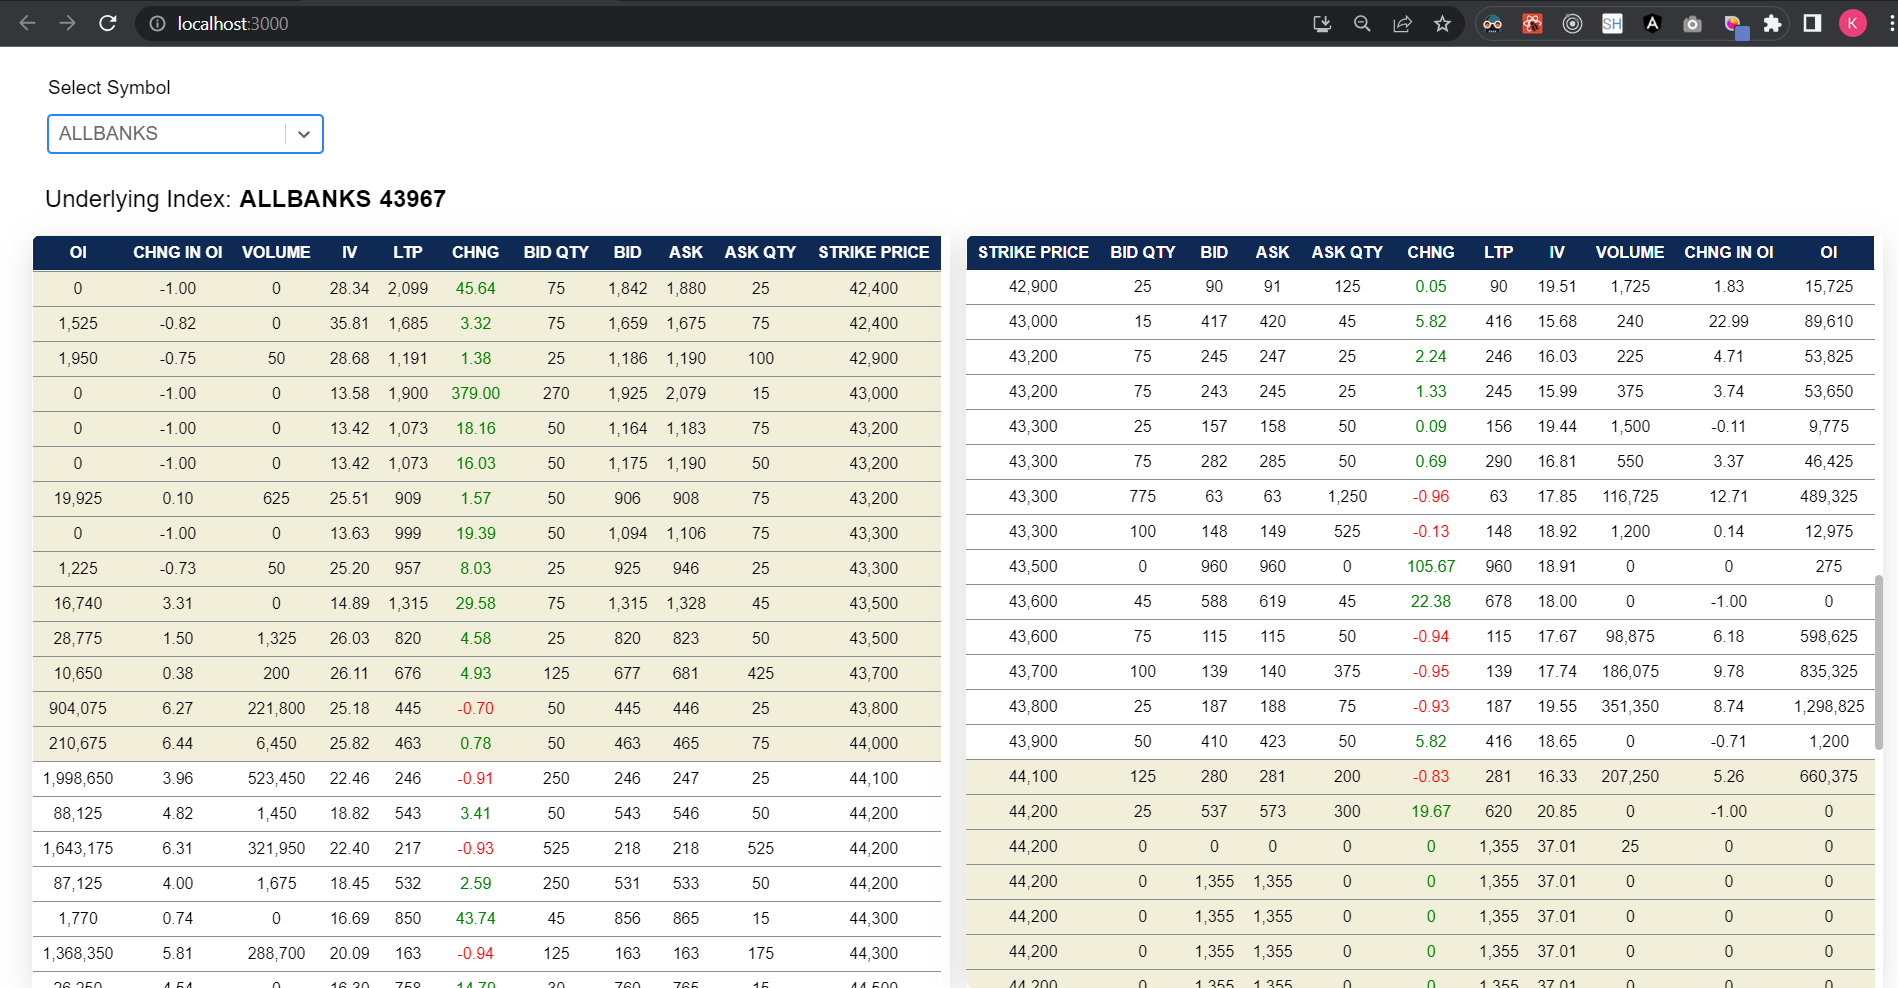 localhost:3000
SH
A
K
Select Symbol
ALLBANKS
Underlying Index: ALLBANKS 43967
OI CHNG IN OI VOLUME IV LTP CHNG BID QTY BID ASK ASK QTY STRIKE PRICE
0 -1.00 0 28.34 2,099 45.64 75 1,842 1,880 25 42,400
1,525 -0.82 0 35.81 1,685 3.32 75 1,659 1,675 75 42,400
1,950 -0.75 50 28.68 1,191 1.38 25 1,186 1,190 100 42,900
0 -1.00 0 13.58 1,900 379.00 270 1,925 2,079 15 43,000
0 -1.00 0 13.42 1,073 18.16 50 1,164 1,183 75 43,200
0 -1.00 0 13.42 1,073 16.03 50 1,175 1,190 50 43,200
19,925 0.10 625 25.51 909 1.57 50 906 908 75 43,200
0 -1.00 0 13.63 999 19.39 50 1,094 1,106 75 43,300
1,225 -0.73 50 25.20 957 8.03 25 925 946 25 43,300
16,740 3.31 0 14.89 1,315 29.58 75 1,315 1,328 45 43,500
28,775 1.50 1,325 26.03 820 4.58 25 820 823 50 43,500
10,650 0.38 200 26.11 676 4.93 125 677 681 425 43,700
904,075 6.27 221,800 25.18 445 -0.70 50 445 446 25 43,800
210,675 6.44 6,450 25.82 463 0.78 50 463 465 75 44,000
1,998,650 3.96 523,450 22.46 246 -0.91 250 246 247 25 44,100
88,125 4.82 1,450 18.82 543 3.41 50 543 546 50 44,200
1,643,175 6.31 321,950 22.40 217 -0.93 525 218 218 525 44,200
87,125 4.00 1,675 18.45 532 2.59 250 531 533 50 44,200
1,770 0.74 0 16.69 850 43.74 45 856 865 15 44,300
1,368,350 5.81 288,700 20.09 163 -0.94 125 163 163 175 44,300
26,250 4.54 0 16.30 758 14.79 30 760 765 15 44,500
STRIKE PRICE BID QTY BID ASK ASK QTY CHNG LTP IV VOLUME CHNG IN OI OI
42,900 25 90 91 125 0.05 90 19.51 1,725 1.83 15,725
43,000 15 417 420 45 5.82 416 15.68 240 22.99 89,610
43,200 75 245 247 25 2.24 246 16.03 225 4.71 53,825
43,200 75 243 245 25 1.33 245 15.99 375 3.74 53,650
43,300 25 157 158 50 0.09 156 19.44 1,500 -0.11 9,775
43,300 75 282 285 50 0.69 290 16.81 550 3.37 46,425
43,300 775 63 63 1,250 -0.96 63 17.85 116,725 12.71 489,325
43,300 100 148 149 525 -0.13 148 18.92 1,200 0.14 12,975
43,500 0 960 960 0 105.67 960 18.91 0 0 275
43,600 45 588 619 45 22.38 678 18.00 0 -1.00 0
43,600 75 115 115 50 -0.94 115 17.67 98,875 6.18 598,625
43,700 100 139 140 375 -0.95 139 17.74 186,075 9.78 835,325
43,800 25 187 188 75 -0.93 187 19.55 351,350 8.74 1,298,825
43,900 50 410 423 50 5.82 416 18.65 0 -0.71 1,200
44,100 125 280 281 200 -0.83 281 16.33 207,250 5.26 660,375
44,200 25 537 573 300 19.67 620 20.85 0 -1.00 0
44,200 0 0 0 0 0 1,355 37.01 25 0 0
44,200 0 1,355 1,355 0 0 1,355 37.01 0 0 0
44,200 0 1,355 1,355 0 0 1,355 37.01 0 0 0
44,200 0 1,355 1,355 0 0 1,355 37.01 0 0 0
44,200 0 1,355 1,355 0 0 1,355 37.01 0 0 0